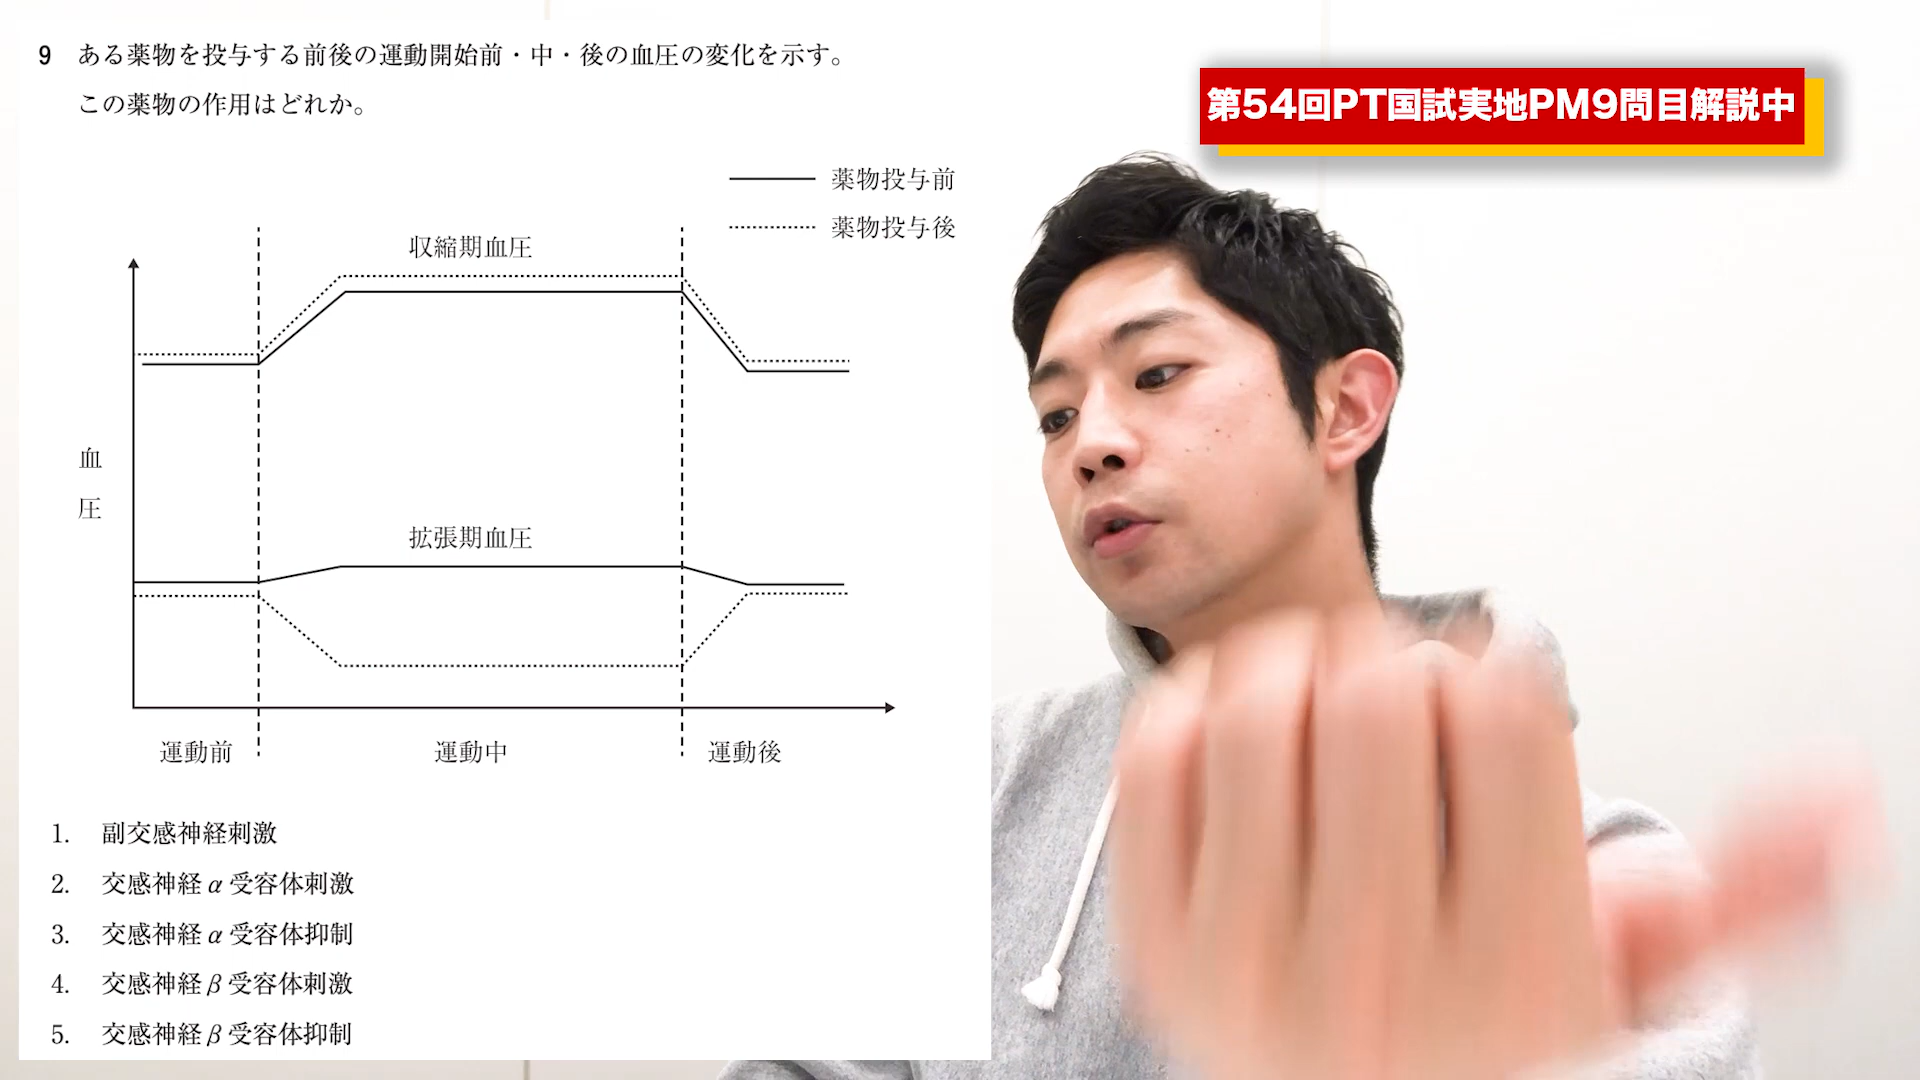 9 ある薬物を投与する前後の運動開始前・中・後の血圧の変化を示す。
この薬物の作用はどれか。
第54回PT国試実地PM9問目解説中
薬物投与前
薬物投与後
収縮期血圧
血圧
拡張期血圧
運動前 運動中 運動後
1. 副交感神経刺激
2. 交感神経α受容体刺激
3. 交感神経α受容体抑制
4. 交感神経β受容体刺激
5. 交感神経β受容体抑制